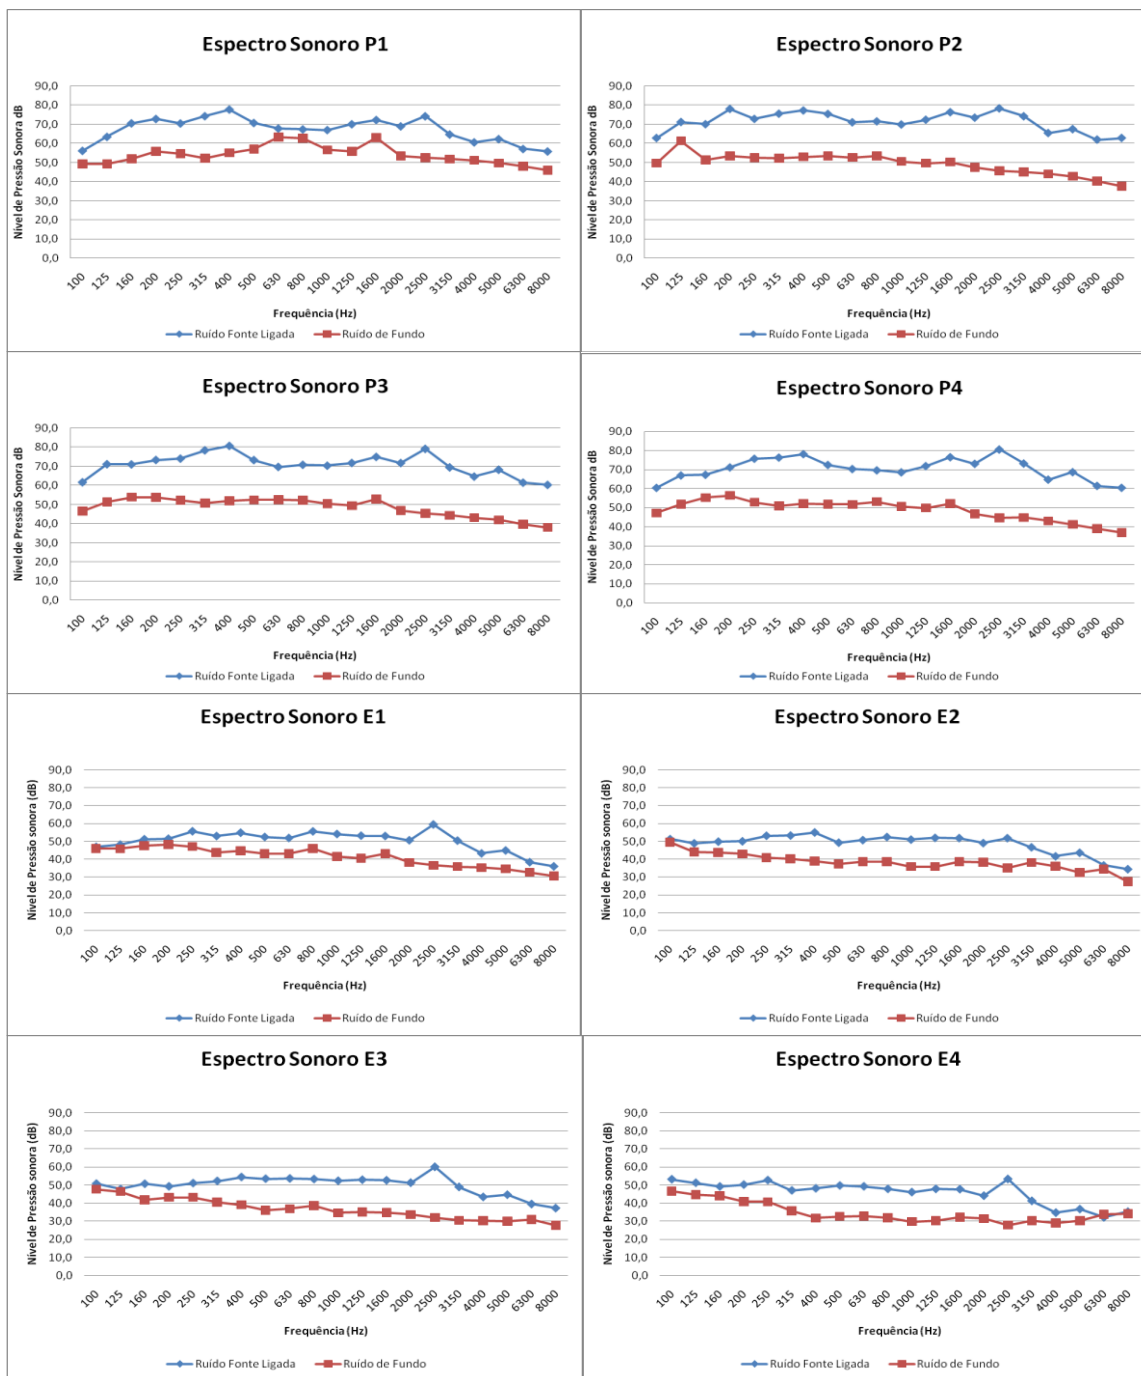 Espectro Sonoro P1
Nível de Pressão Sonora dB
90,0
80,0
70,0
60,0
50,0
40,0
30,0
20,0
10,0
0,0
100 125 160 200 250 315 400 500 630 800 1000 1250 1600 2000 2500 3150 4000 5000 6300 8000
Frequência (Hz)
Ruído Fonte Ligada Ruído de Fundo
Espectro Sonoro P2
Nível de Pressão Sonora dB
90,0
80,0
70,0
60,0
50,0
40,0
30,0
20,0
10,0
0,0
100 125 160 200 250 315 400 500 630 800 1000 1250 1600 2000 2500 3150 4000 5000 6300 8000
Frequência (Hz)
Ruído Fonte Ligada Ruído de Fundo
Espectro Sonoro P3
Nível de Pressão Sonora dB
90,0
80,0
70,0
60,0
50,0
40,0
30,0
20,0
10,0
0,0
100 125 160 200 250 315 400 500 630 800 1000 1250 1600 2000 2500 3150 4000 5000 6300 8000
Frequência (Hz)
Ruído Fonte Ligada Ruído de Fundo
Espectro Sonoro P4
Nível de Pressão Sonora dB
90,0
80,0
70,0
60,0
50,0
40,0
30,0
20,0
10,0
0,0
100 125 160 200 250 315 400 500 630 800 1000 1250 1600 2000 2500 3150 4000 5000 6300 8000
Frequência (Hz)
Ruído Fonte Ligada Ruído de Fundo
Espectro Sonoro E1
Nível de Pressão sonora (dB)
90,0
80,0
70,0
60,0
50,0
40,0
30,0
20,0
10,0
0,0
100 125 160 200 250 315 400 500 630 800 1000 1250 1600 2000 2500 3150 4000 5000 6300 8000
Frequência (Hz)
Ruído Fonte Ligada Ruído de Fundo
Espectro Sonoro E2
Nível de Pressão sonora (dB)
90,0
80,0
70,0
60,0
50,0
40,0
30,0
20,0
10,0
0,0
100 125 160 200 250 315 400 500 630 800 1000 1250 1600 2000 2500 3150 4000 5000 6300 8000
Frequência (Hz)
Ruído Fonte Ligada Ruído de Fundo
Espectro Sonoro E3
Nível de Pressão sonora (dB)
90,0
80,0
70,0
60,0
50,0
40,0
30,0
20,0
10,0
0,0
100 125 160 200 250 315 400 500 630 800 1000 1250 1600 2000 2500 3150 4000 5000 6300 8000
Frequência (Hz)
Ruído Fonte Ligada Ruído de Fundo
Espectro Sonoro E4
Nível de Pressão sonora (dB)
90,0
80,0
70,0
60,0
50,0
40,0
30,0
20,0
10,0
0,0
100 125 160 200 250 315 400 500 630 800 1000 1250 1600 2000 2500 3150 4000 5000 6300 8000
Frequência (Hz)
Ruído Fonte Ligada Ruído de Fundo